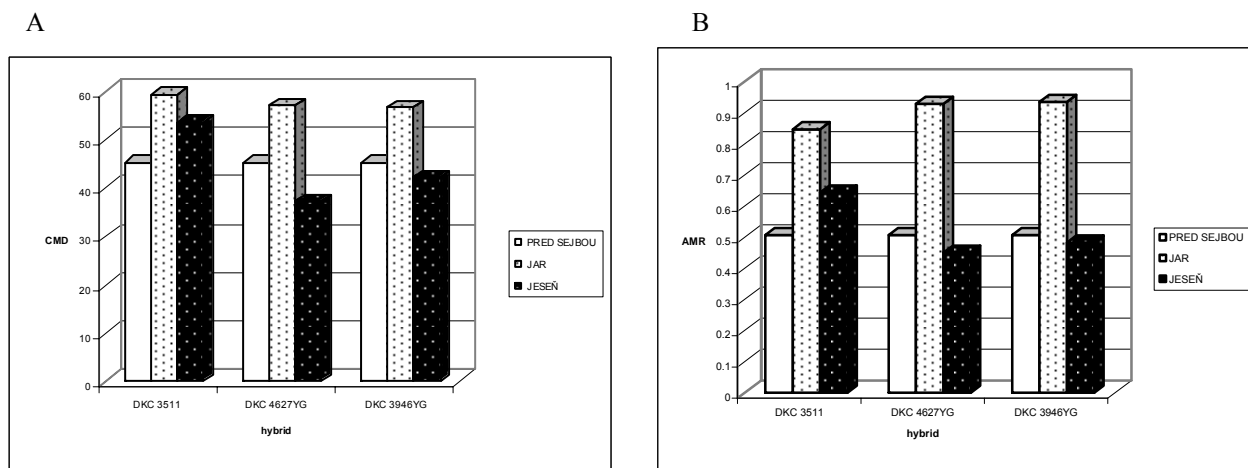 A
60
50
40
30
20
10
0
CMD
DKC 3511 DKC 4627YG DKC 3946YG
hybrid
PRED SEJBOU
JAR
JESEŇ
B
1
0.9
0.8
0.7
0.6
0.5
0.4
0.3
0.2
0.1
0
AMR
DKC 3511 DKC 4627YG DKC 3946YG
hybrid
PRED SEJBOU
JAR
JESEŇ